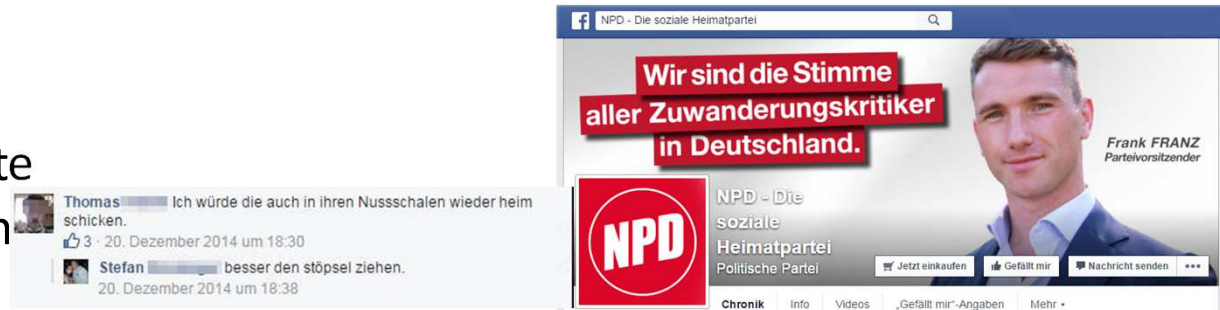 NPD - Die soziale Heimatpartei
Wir sind die Stimme
aller Zuwanderungskritiker
in Deutschland.
Frank FRANZ
Parteivorsitzender
NPD
NPD - Die
soziale
Heimatpartei
Politische Partei
Jetzt einkaufen
Gefällt mir
Nachricht senden
Chronik Info Videos „Gefällt mir“-Angaben Mehr
te
n
Thomas Ich würde die auch in ihren Nussschalen wieder heim
schicken.
3 · 20. Dezember 2014 um 18:30
Stefan besser den stöpsel ziehen.
20. Dezember 2014 um 18:38